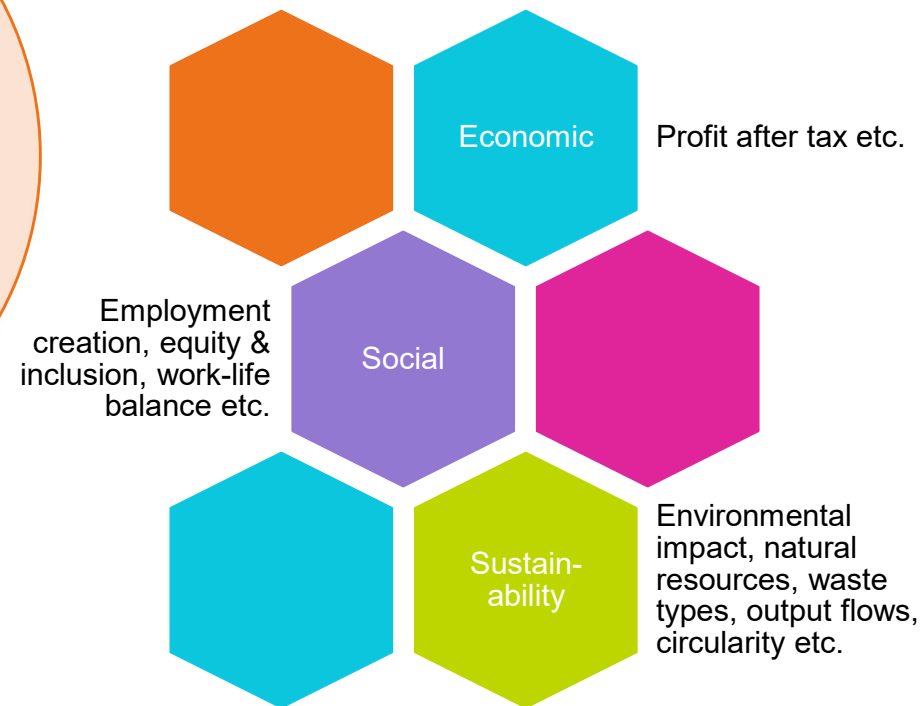 Economic
Profit after tax etc.
Employment
creation, equity &
inclusion, work-life
balance etc.
Social
Sustain-
ability
Environmental
impact, natural
resources, waste
types, output flows,
circularity etc.